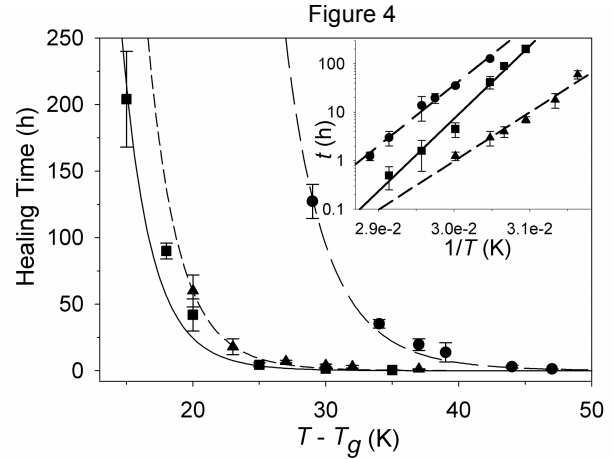 Figure 4
250
200
150
100
50
0
Healing Time (h)
20
30
40
50
T - Tg (K)
100
10
1
0.1
t (h)
2.9e-2
3.0e-2
3.1e-2
1/T (K)